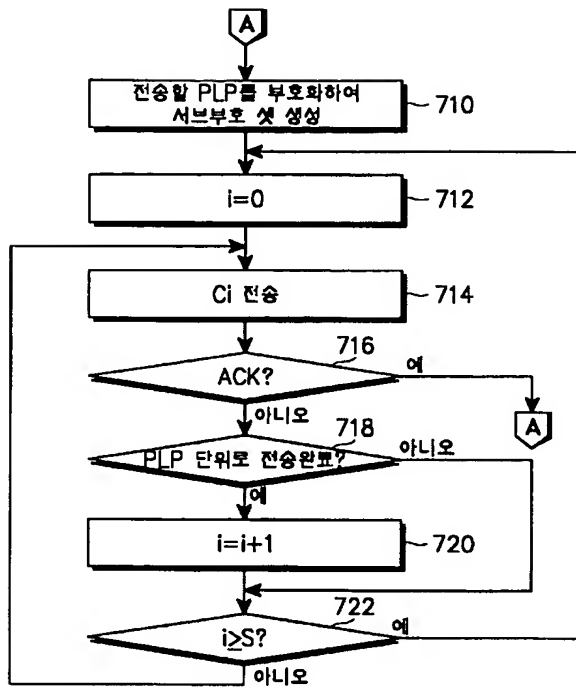 A
전송할 PLP를 부호화하여
서브부호 셋 생성
710
i=0
712
Ci 전송
714
716
ACK?
예
아니오
A
718
PLP 단위로 전송완료?
아니오
예
i=i+1
720
722
i≥S?
예
아니오